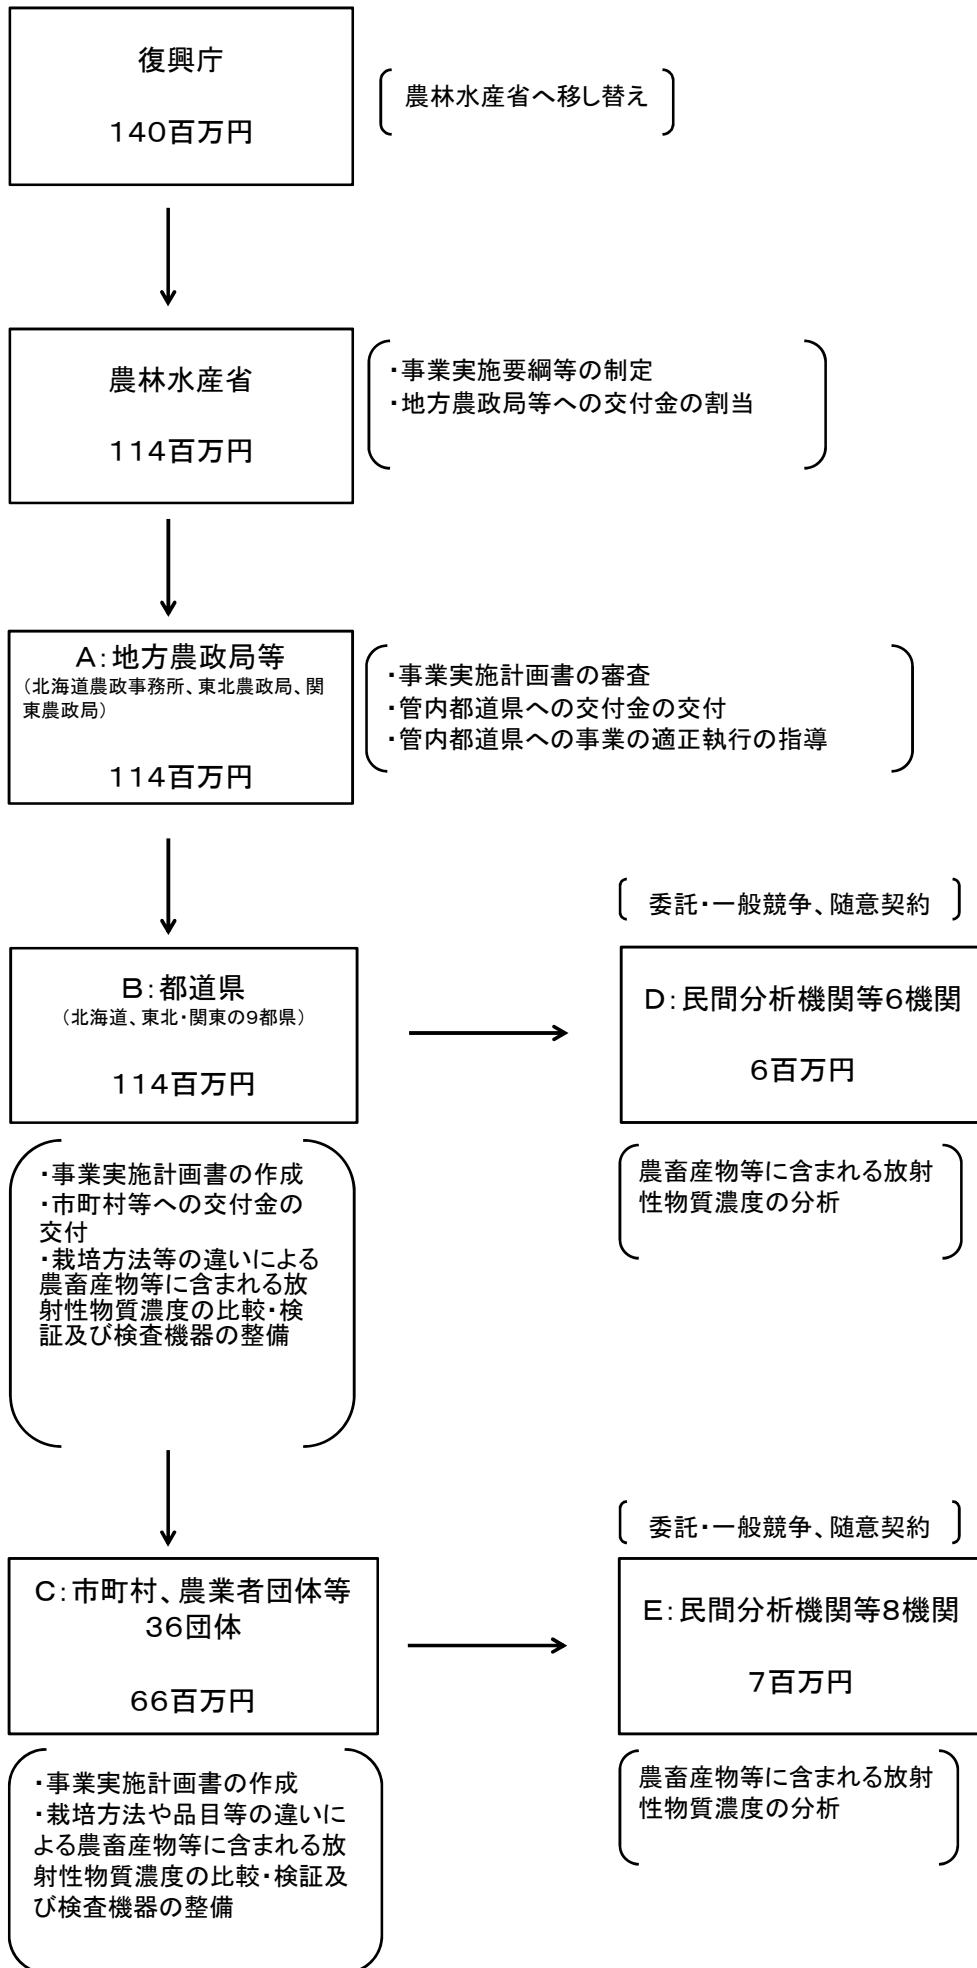 復興庁
140百万円
農林水産省へ移し替え
農林水産省
114百万円
・事業実施要綱等の制定
・地方農政局等への交付金の割当
A：地方農政局等
（北海道農政事務所、東北農政局、関
東農政局）
114百万円
・事業実施計画書の審査
・管内都道県への交付金の交付
・管内都道県への事業の適正執行の指導
B：都道県
（北海道、東北・関東の9都県）
114百万円
・事業実施計画書の作成
・市町村等への交付金の
交付
・栽培方法等の違いによる
農畜産物等に含まれる放
射性物質濃度の比較・検
証及び検査機器の整備
委託・一般競争、随意契約
D：民間分析機関等6機関
6百万円
農畜産物等に含まれる放射
性物質濃度の分析
C：市町村、農業者団体等
36団体
66百万円
・事業実施計画書の作成
・栽培方法や品目等の違いに
よる農畜産物等に含まれる放
射性物質濃度の比較・検証及
び検査機器の整備
委託・一般競争、随意契約
E：民間分析機関等8機関
7百万円
農畜産物等に含まれる放射
性物質濃度の分析